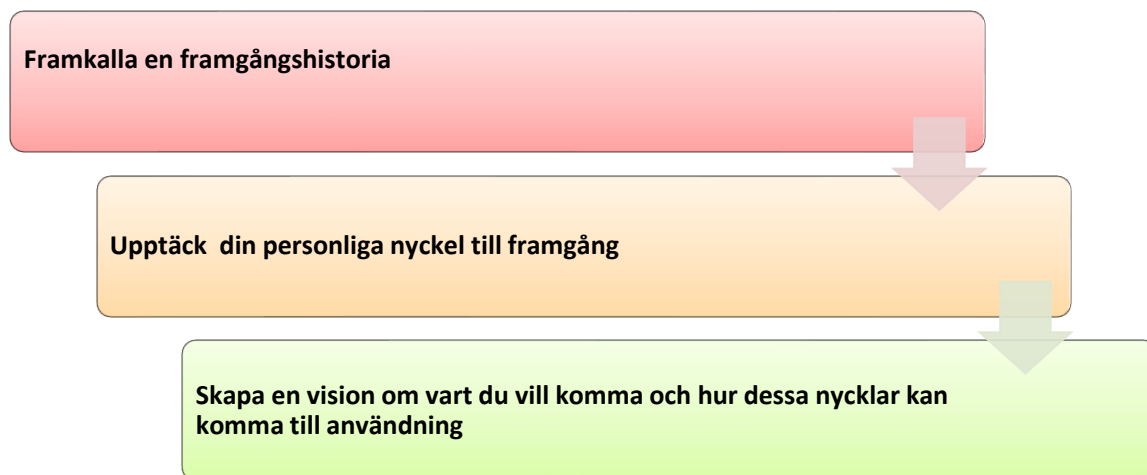 Framkalla en framgångshistoria
Upptäck  din personliga nyckel till framgång
Skapa en vision om vart du vill komma och hur dessa nycklar kan
komma till användning